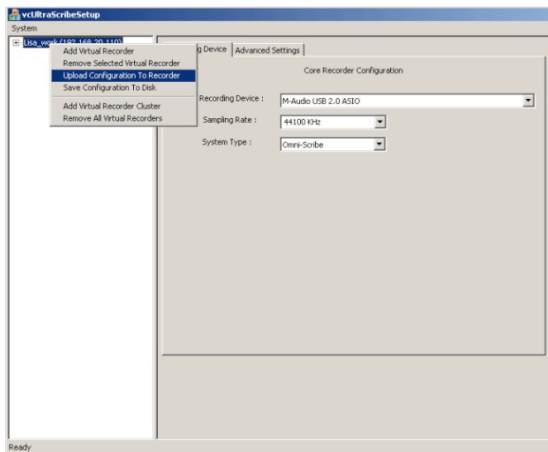 vcUltraScribeSetup
System
Lisa_work (192.168.20.110)
Add Virtual Recorder
Remove Selected Virtual Recorder
Upload Configuration To Recorder
Save Configuration To Disk
Add Virtual Recorder Cluster
Remove All Virtual Recorders
g Device
Advanced Settings
Core Recorder Configuration
Recording Device :
M-Audio USB 2.0 ASIO
Sampling Rate :
44100 KHz
System Type :
Omni-Scribe
Ready